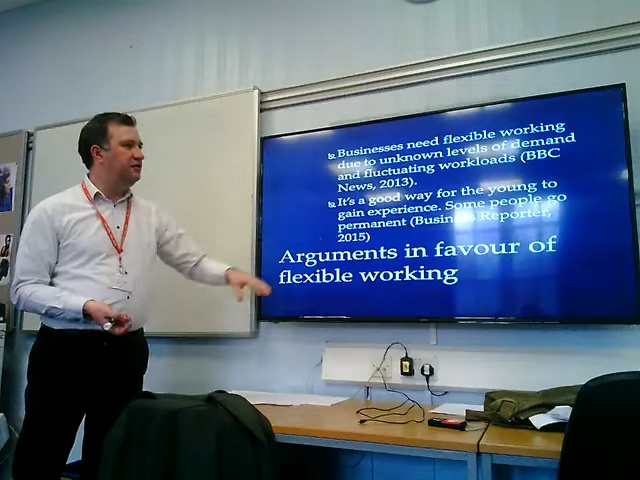 Businesses need flexible working
due to unknown levels of demand
and fluctuating workloads (BBC
News, 2013).
It's a good way for the young to
gain experience. Some people go
permanent (Business Reporter,
2015)
Arguments in favour of
flexible working